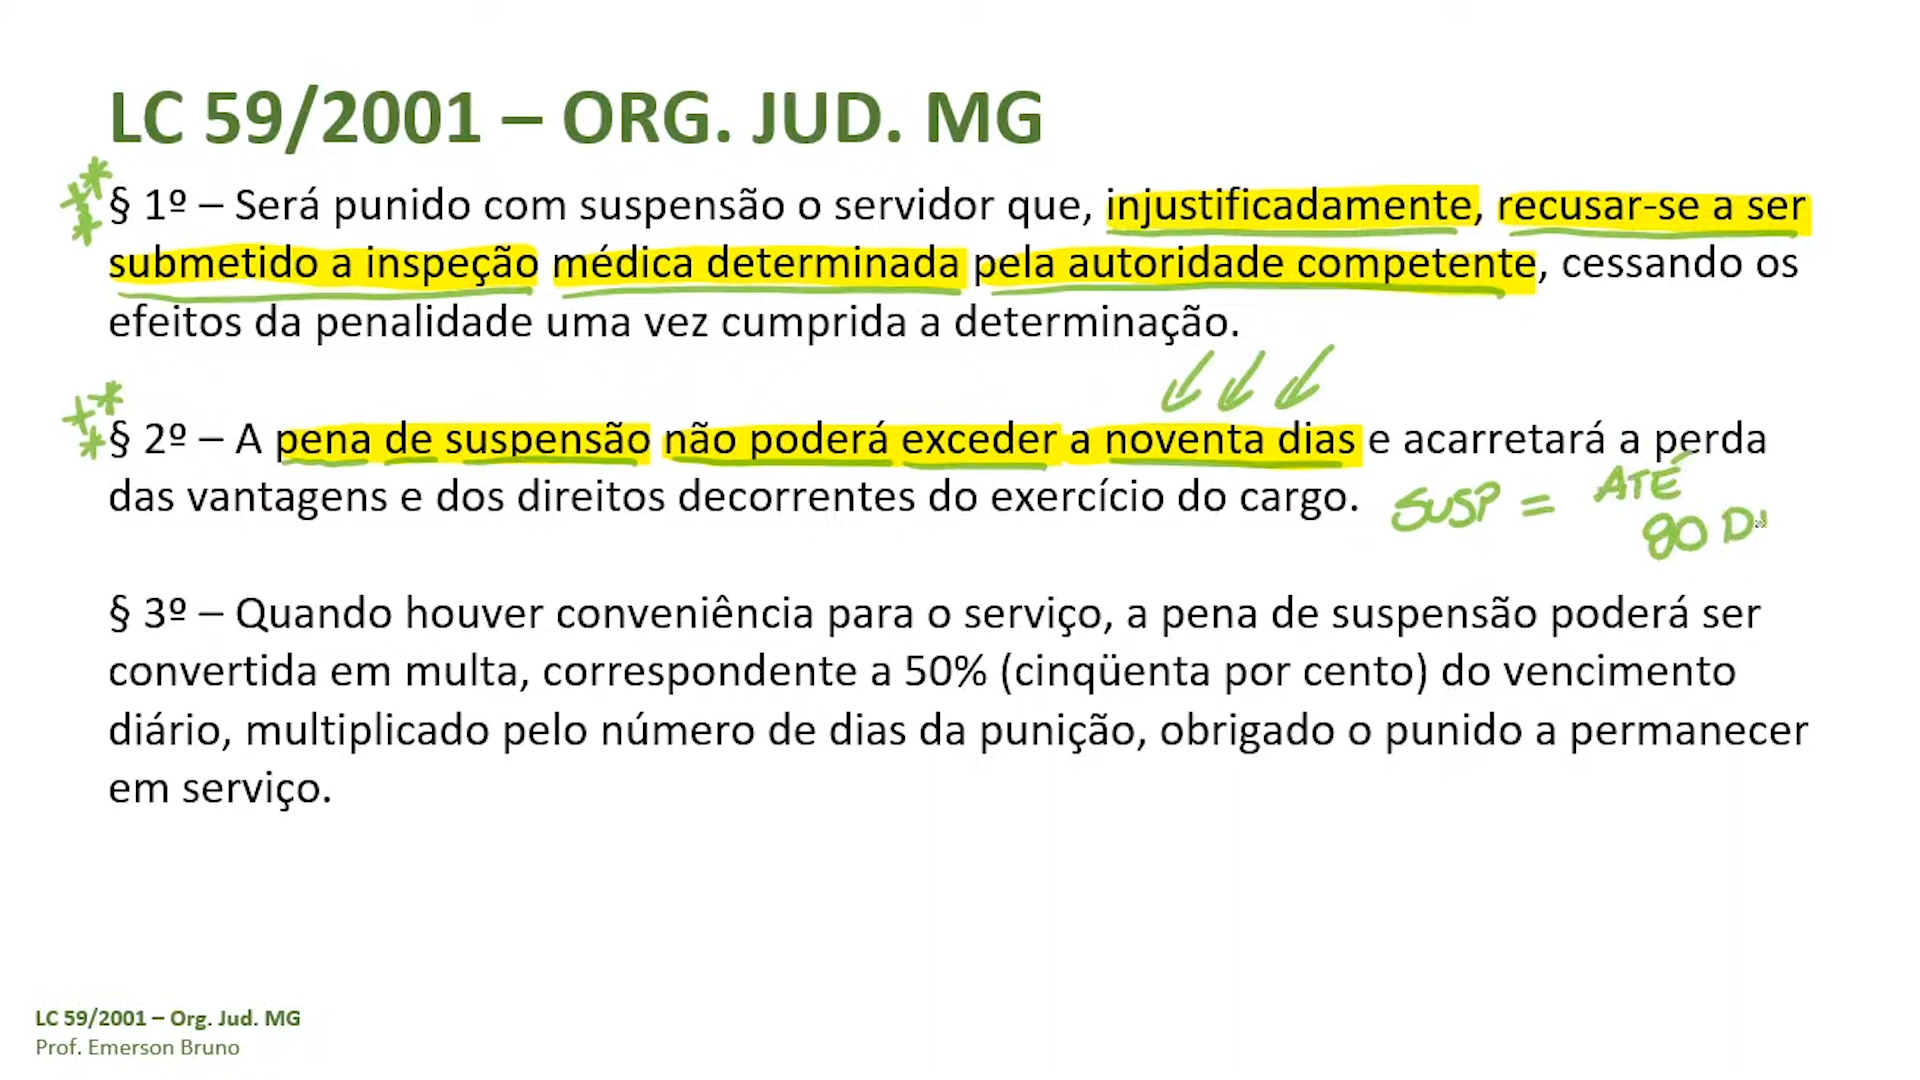 LC 59/2001 – ORG. JUD. MG
§ 1º – Será punido com suspensão o servidor que, injustificadamente, recusar-se a ser
submetido a inspeção médica determinada pela autoridade competente, cessando os
efeitos da penalidade uma vez cumprida a determinação.
§ 2º – A pena de suspensão não poderá exceder a noventa dias e acarretará a perda
das vantagens e dos direitos decorrentes do exercício do cargo.
SUSP = ATÉ
90 DI
§ 3º – Quando houver conveniência para o serviço, a pena de suspensão poderá ser
convertida em multa, correspondente a 50% (cinqüenta por cento) do vencimento
diário, multiplicado pelo número de dias da punição, obrigado o punido a permanecer
em serviço.
LC 59/2001 – Org. Jud. MG
Prof. Emerson Bruno